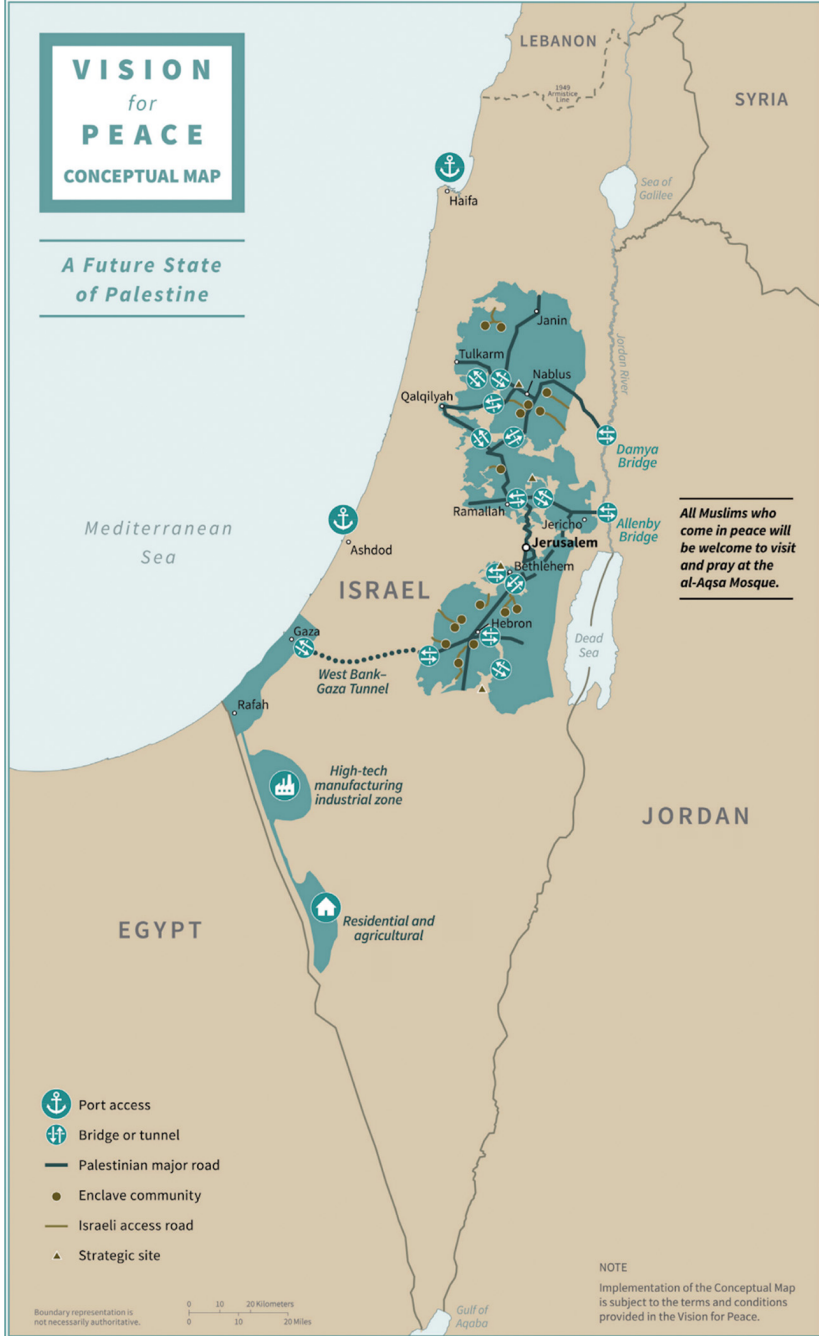 VISION
for
PEACE
CONCEPTUAL MAP
A Future State
of Palestine
LEBANON
1949
Armistice
Line
SYRIA
Haifa
Sea of
Galilee
Janin
Tulkarm
Nablus
Jordan River
Qalqilyah
Damya
Bridge
Ramallah
Jericho
Allenby
Bridge
All Muslims who
come in peace will
be welcome to visit
and pray at the
al-Aqsa Mosque.
Mediterranean
Sea
Ashdod
Jerusalem
Bethlehem
ISRAEL
Hebron
Gaza
Dead
Sea
West Bank–
Gaza Tunnel
Rafah
High-tech
manufacturing
industrial zone
JORDAN
EGYPT
Residential and
agricultural
Port access
Bridge or tunnel
Palestinian major road
Enclave community
Israeli access road
Strategic site
Boundary representation is
not necessarily authoritative.
0 10 20 Kilometers
0 10 20 Miles
Gulf of
Aqaba
NOTE
Implementation of the Conceptual Map
is subject to the terms and conditions
provided in the Vision for Peace.